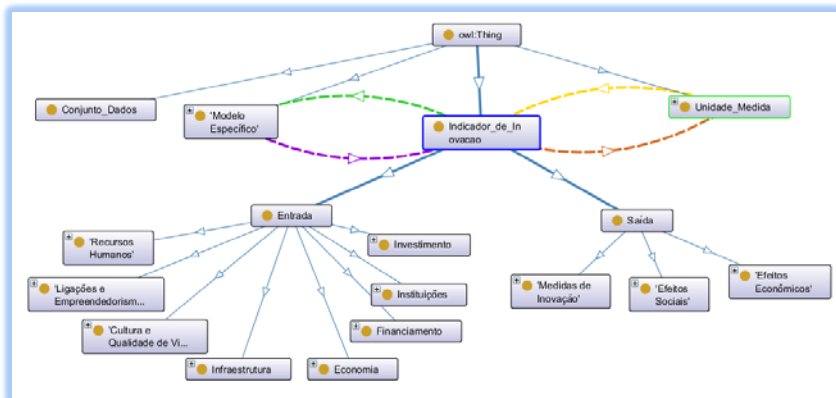 owl:Thing
Conjunto_Dados
'Modelo
Específico'
Unidade_Medida
Indicador_de_In
ovacao
Entrada
Saída
'Recursos
Humanos'
Investimento
'Ligações e
Empreendedorism...
Instituições
'Medidas de
Inovação'
'Efeitos
Sociais'
'Efeitos
Econômicos'
'Cultura e
Qualidade de Vi...
Financiamento
Infraestrutura
Economia